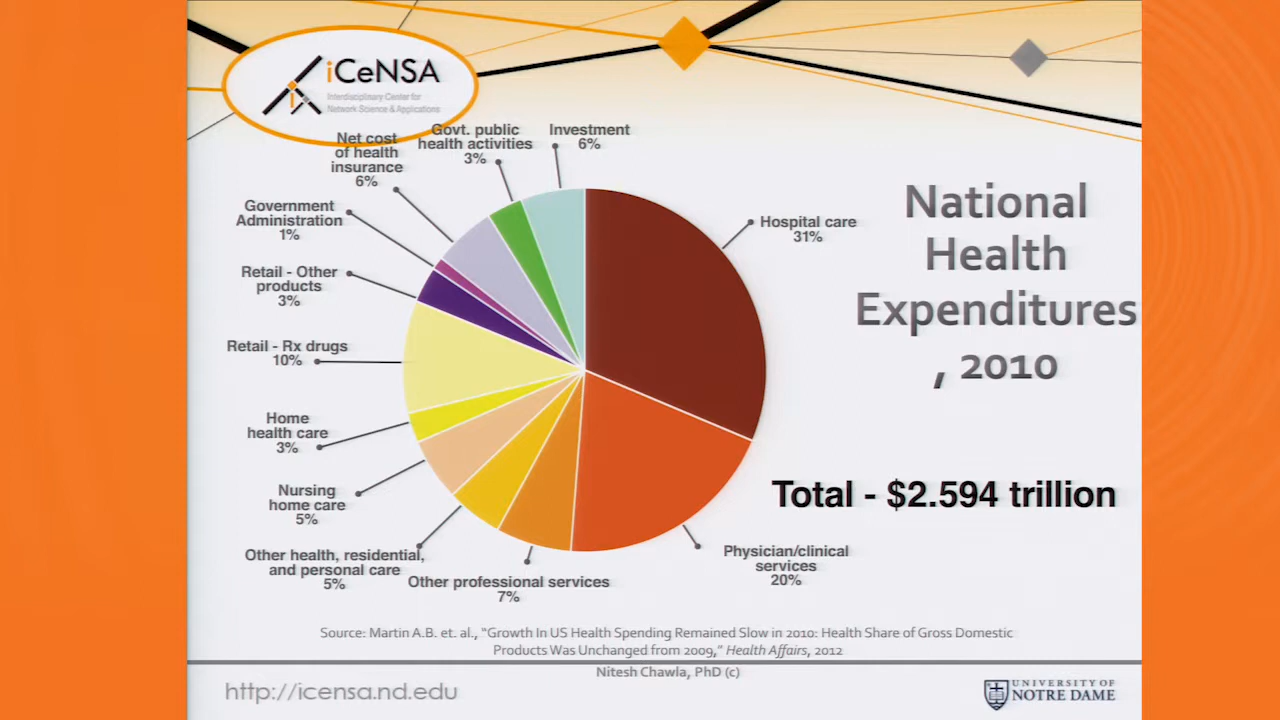 iCeNSA
Interdisciplinary Center for
Network Science & Applications
Net cost
of health
insurance
6%
Govt. public
health activities
3%
Investment
6%
Government
Administration
1%
Retail - Other
products
3%
Retail - Rx drugs
10%
Home
health care
3%
Nursing
home care
5%
Other health, residential,
and personal care
5%
Other professional services
7%
Physician/clinical
services
20%
Hospital care
31%
National
Health
Expenditures
, 2010
Total - $2.594 trillion
Source: Martin A.B. et. al., “Growth In US Health Spending Remained Slow in 2010: Health Share of Gross Domestic
Products Was Unchanged from 2009,” Health Affairs, 2012
Nitesh Chawla, PhD (c)
http://icensa.nd.edu
UNIVERSITY OF
NOTRE DAME